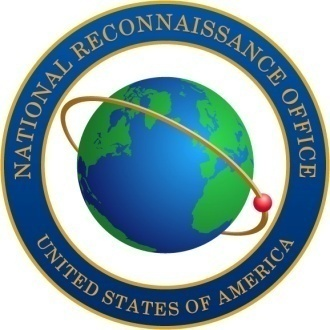 NATIONAL RECONNAISSANCE OFFICE
UNITED STATES OF AMERICA